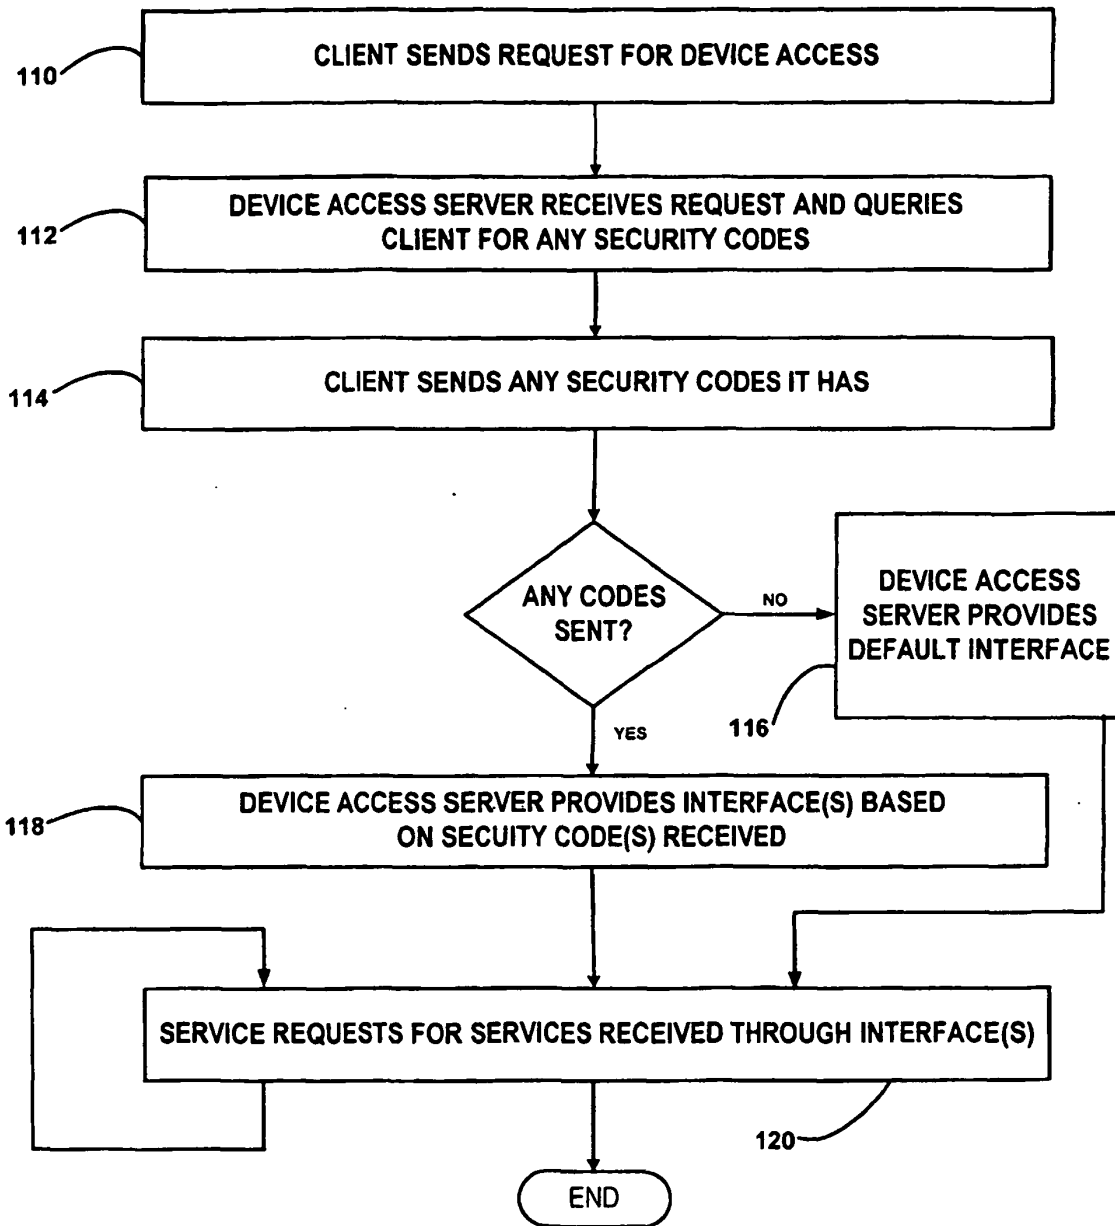 110
CLIENT SENDS REQUEST FOR DEVICE ACCESS
112
DEVICE ACCESS SERVER RECEIVES REQUEST AND QUERIES
CLIENT FOR ANY SECURITY CODES
114
CLIENT SENDS ANY SECURITY CODES IT HAS
ANY CODES
SENT?
NO
DEVICE ACCESS
SERVER PROVIDES
DEFAULT INTERFACE
116
YES
118
DEVICE ACCESS SERVER PROVIDES INTERFACE(S) BASED
ON SECUITY CODE(S) RECEIVED
SERVICE REQUESTS FOR SERVICES RECEIVED THROUGH INTERFACE(S)
120
END